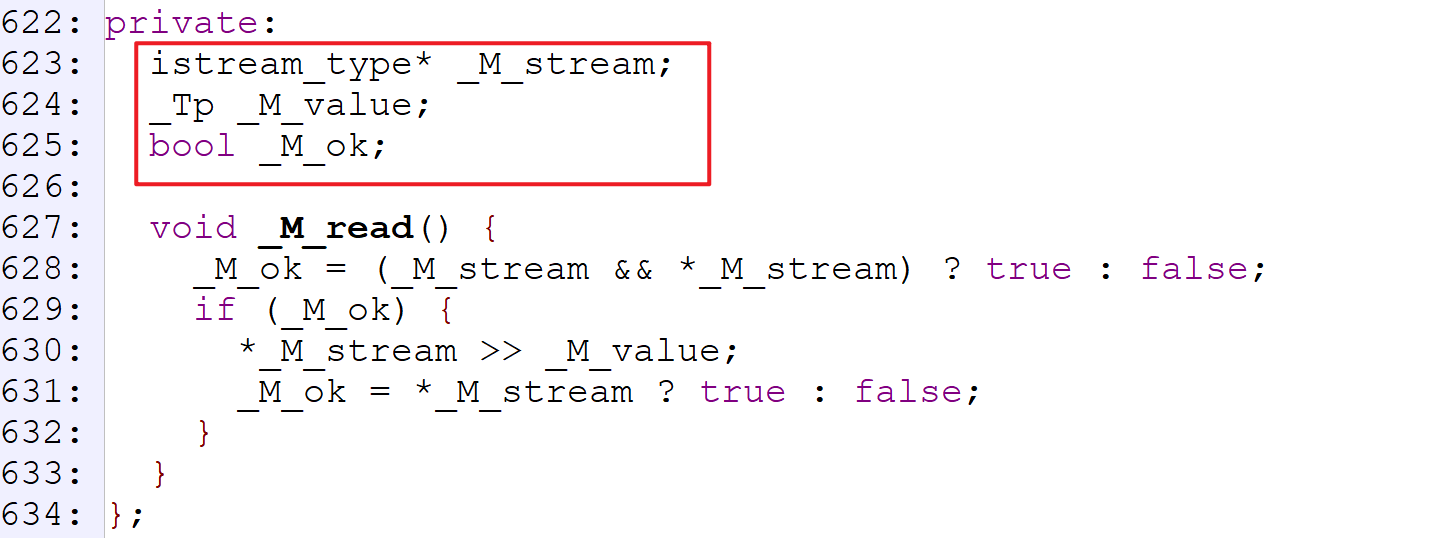 622: private:
623:   istream_type* _M_stream;
624:   _Tp _M_value;
625:   bool _M_ok;
626:
627:   void _M_read() {
628:     _M_ok = (_M_stream && *_M_stream) ? true : false;
629:     if (_M_ok) {
630:       *_M_stream >> _M_value;
631:       _M_ok = *_M_stream ? true : false;
632:     }
633:   }
634: };